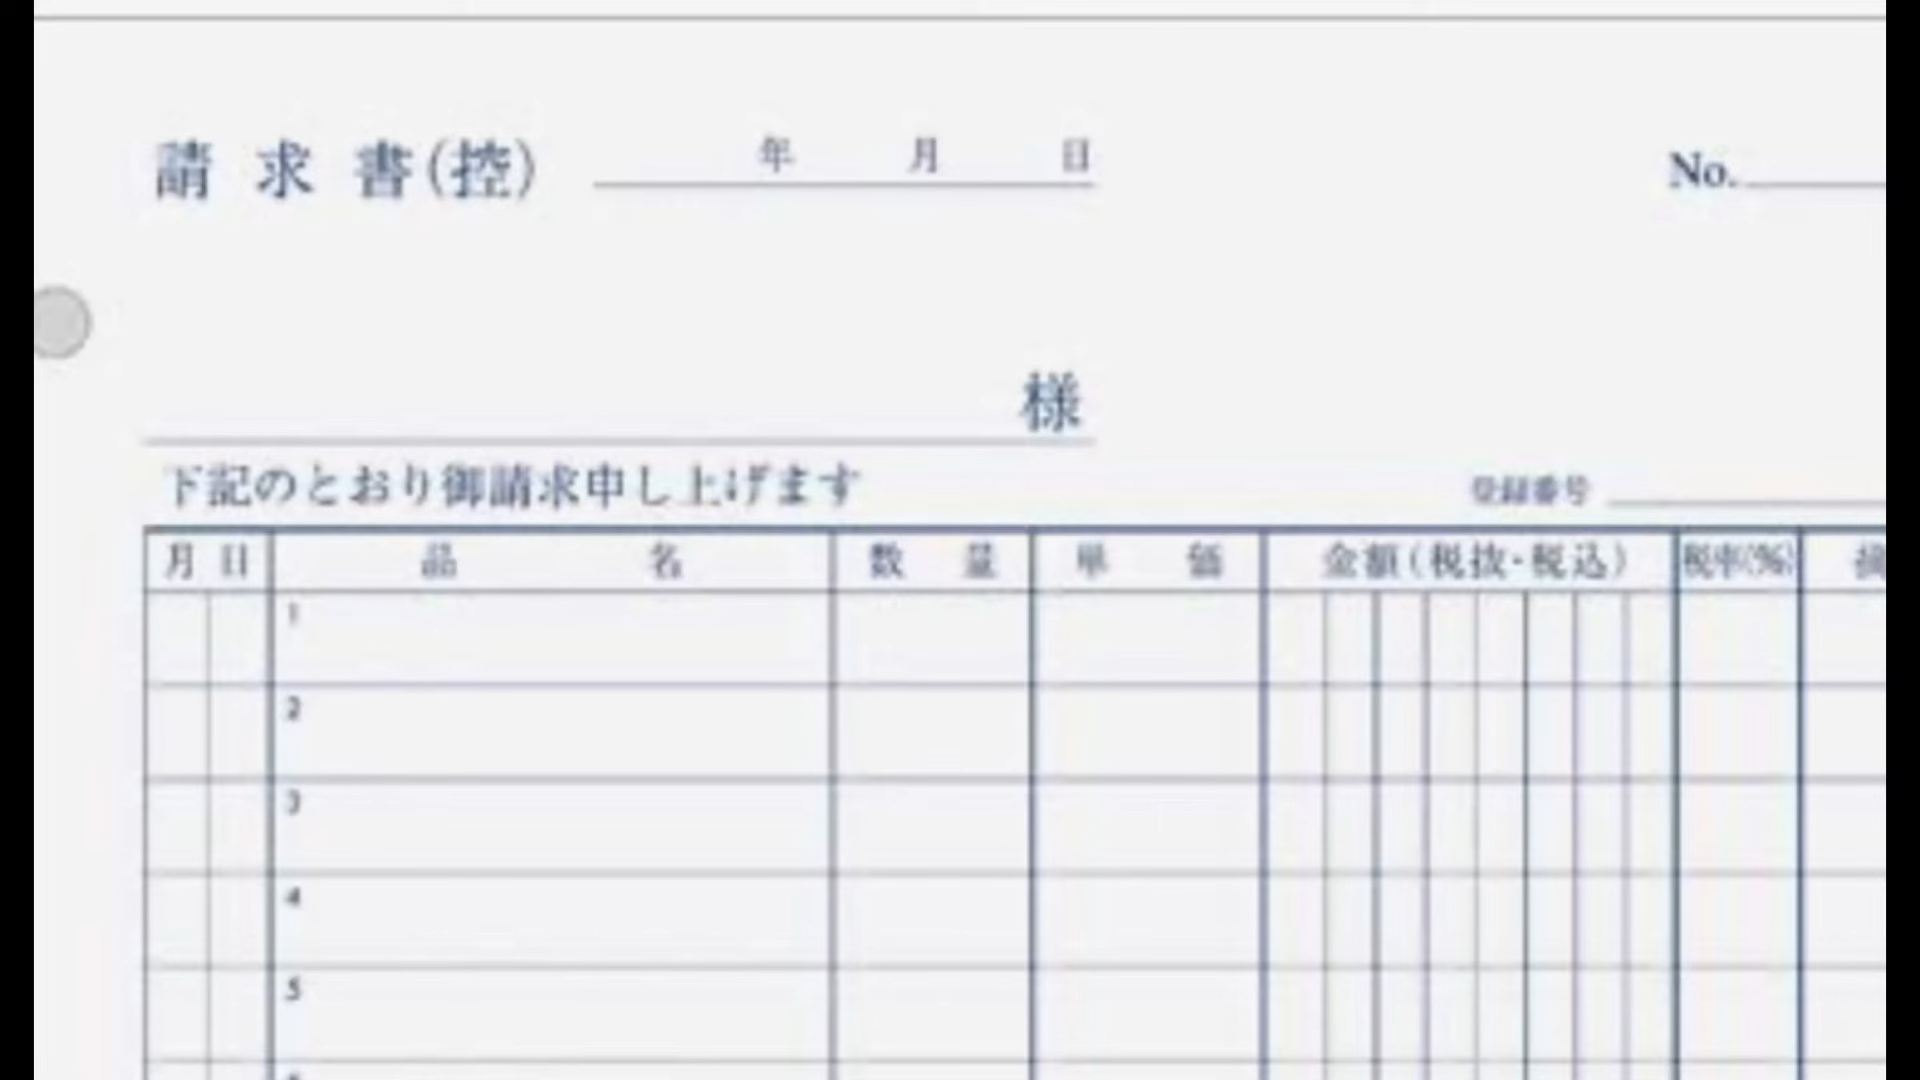 請求書(控) 年 月 日 No.
様
下記のとおり御請求申し上げます 登録番号
月 日 品 名 数 量 単 価 金額(税抜・税込) 税率(%)
1
2
3
4
5